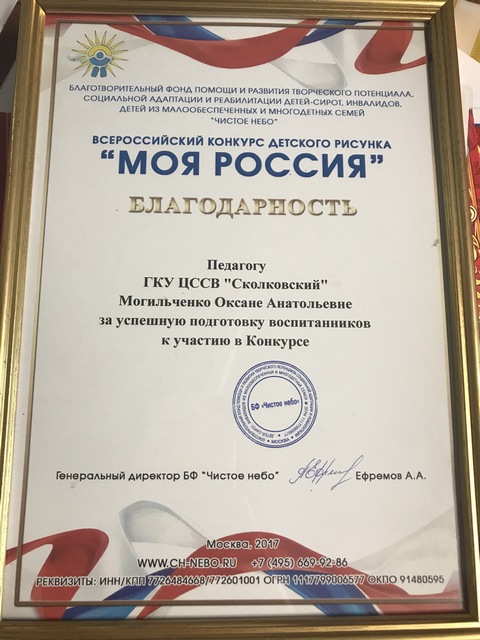 БЛАГОТВОРИТЕЛЬНЫЙ ФОНД ПОМОЩИ И РАЗВИТИЯ ТВОРЧЕСКОГО ПОТЕНЦИАЛА,
СОЦИАЛЬНОЙ АДАПТАЦИИ И РЕАБИЛИТАЦИИ ДЕТЕЙ-СИРОТ, ИНВАЛИДОВ,
ДЕТЕЙ ИЗ МАЛООБЕСПЕЧЕННЫХ И МНОГОДЕТНЫХ СЕМЕЙ
"ЧИСТОЕ НЕБО"
ВСЕРОССИЙСКИЙ КОНКУРС ДЕТСКОГО РИСУНКА
"МОЯ РОССИЯ"
БЛАГОДАРНОСТЬ
Педагогу
ГКУ ЦССВ "Сколковский"
Могильченко Оксане Анатольевне
за успешную подготовку воспитанников
к участию в Конкурсе
БФ «Чистое небо»
МОСКВА
Генеральный директор БФ "Чистое небо" Ефремов А.А.
Москва, 2017
WWW.CH-NEBO.RU +7 (495) 669-92-86
РЕКВИЗИТЫ: ИНН/КПП 7726484668/772601001 ОГРН 1117799006577 ОКПО 91480595